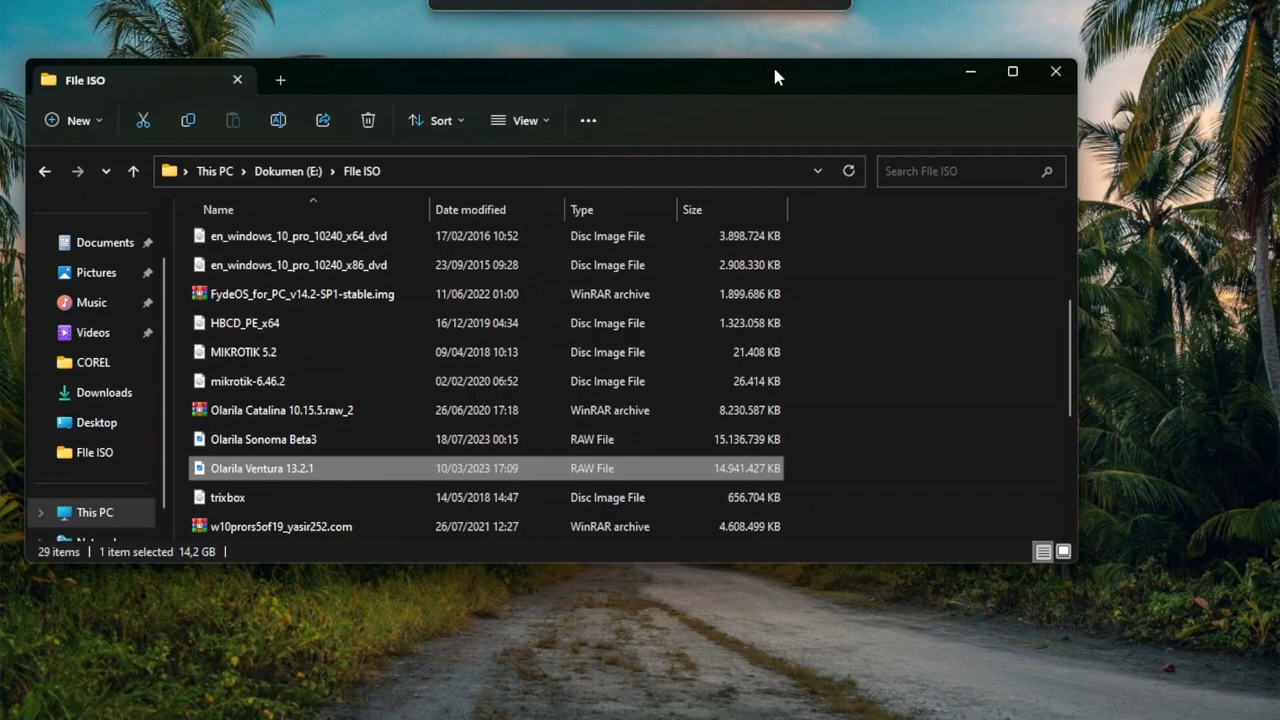 FIle ISO
New
Sort
View
This PC > Dokumen (E:) > FIle ISO
Search FIle ISO
Name Date modified Type Size
Documents
Pictures
Music
Videos
COREL
Downloads
Desktop
FIle ISO
This PC
en_windows_10_pro_10240_x64_dvd 17/02/2016 10:52 Disc Image File 3.898.724 KB
en_windows_10_pro_10240_x86_dvd 23/09/2015 09:28 Disc Image File 2.908.330 KB
FydeOS_for_PC_v14.2-SP1-stable.img 11/06/2022 01:00 WinRAR archive 1.899.686 KB
HBCD_PE_x64 16/12/2019 04:34 Disc Image File 1.323.058 KB
MIKROTIK 5.2 09/04/2018 10:13 Disc Image File 21.408 KB
mikrotik-6.46.2 02/02/2020 06:52 Disc Image File 26.414 KB
Olarila Catalina 10.15.5.raw_2 26/06/2020 17:18 WinRAR archive 8.230.587 KB
Olarila Sonoma Beta3 18/07/2023 00:15 RAW File 15.136.739 KB
Olarila Ventura 13.2.1 10/03/2023 17:09 RAW File 14.941.427 KB
trixbox 14/05/2018 14:47 Disc Image File 656.704 KB
w10prors5of19_yasir252.com 26/07/2021 12:27 WinRAR archive 4.608.499 KB
29 items | 1 item selected 14,2 GB |